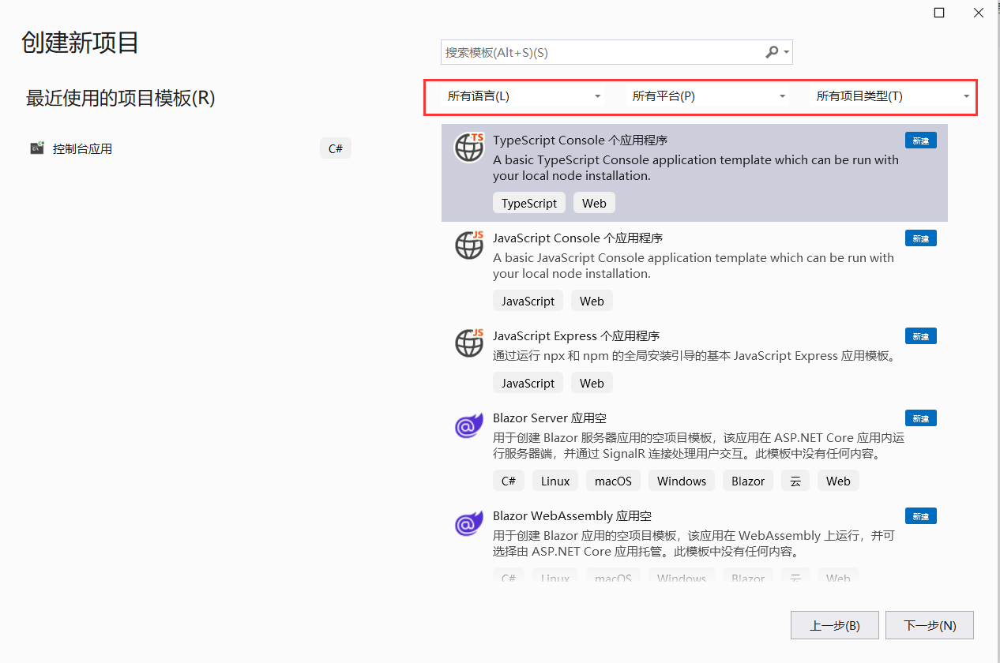 创建新项目
最近使用的项目模板(R)
控制台应用
C#
搜索模板(Alt+S)(S)
所有语言(L)
所有平台(P)
所有项目类型(T)
TypeScript Console 个应用程序
新建
A basic TypeScript Console application template which can be run with
your local node installation.
TypeScript
Web
JavaScript Console 个应用程序
新建
A basic JavaScript Console application template which can be run with
your local node installation.
JavaScript
Web
JavaScript Express 个应用程序
新建
通过运行 npx 和 npm 的全局安装引导的基本 JavaScript Express 应用模板。
JavaScript
Web
Blazor Server 应用空
新建
用于创建 Blazor 服务器应用的空项目模板，该应用在 ASP.NET Core 应用内运
行服务器端，并通过 SignalR 连接处理用户交互。此模板中没有任何内容。
C#
Linux
macOS
Windows
Blazor
云
Web
Blazor WebAssembly 应用空
新建
用于创建 Blazor 应用的空项目模板，该应用在 WebAssembly 上运行，并可
选择由 ASP.NET Core 应用托管。此模板中没有任何内容。
C#
Linux
macOS
Windows
Blazor
云
Web
上一步(B)
下一步(N)